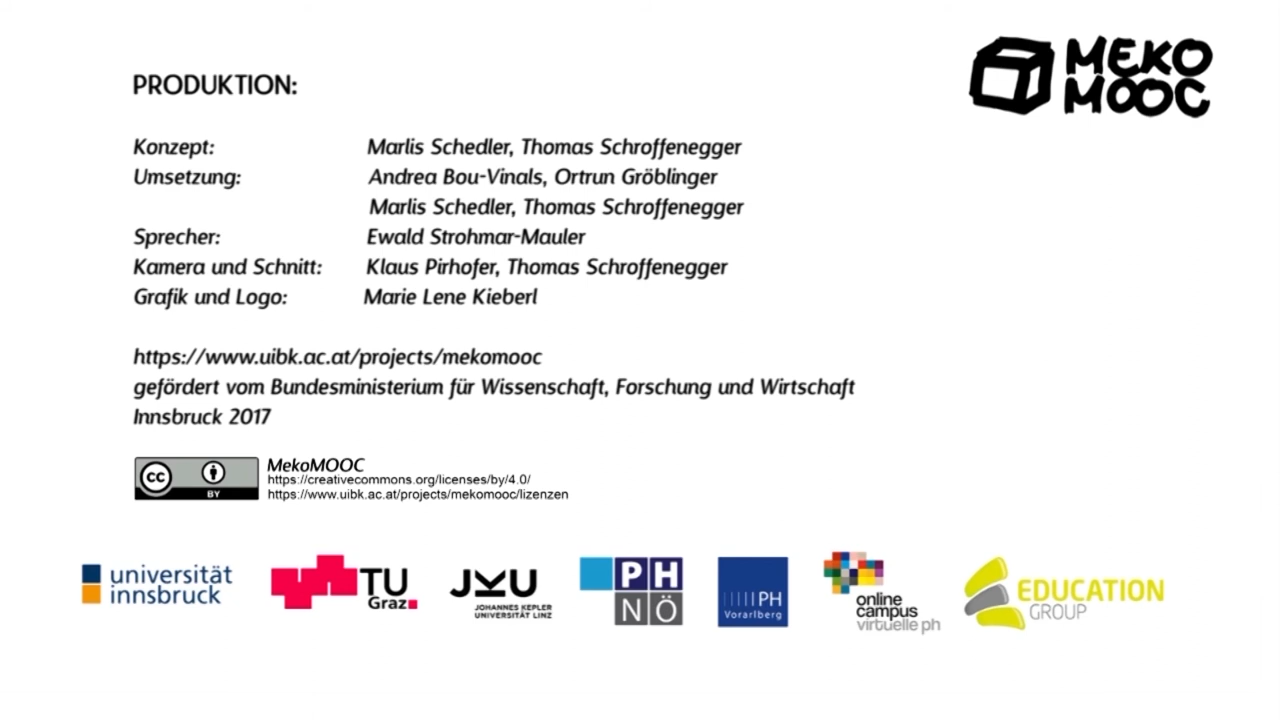 MEKO
MOOC
PRODUKTION:
Konzept: Marlis Schedler, Thomas Schroffenegger
Umsetzung: Andrea Bou-Vinals, Ortrun Gröblinger
Marlis Schedler, Thomas Schroffenegger
Sprecher: Ewald Strohmar-Mauler
Kamera und Schnitt: Klaus Pirhofer, Thomas Schroffenegger
Grafik und Logo: Marie Lene Kieberl
https://www.uibk.ac.at/projects/mekomooc
gefördert vom Bundesministerium für Wissenschaft, Forschung und Wirtschaft
Innsbruck 2017
cc
BY
MekoMOOC
https://creativecommons.org/licenses/by/4.0/
https://www.uibk.ac.at/projects/mekomooc/lizenzen
universität
innsbruck
TU
Graz
JKU
JOHANNES KEPLER
UNIVERSITÄT LINZ
PH
NÖ
PH
Vorarlberg
online
campus
virtuelle ph
EDUCATION
GROUP